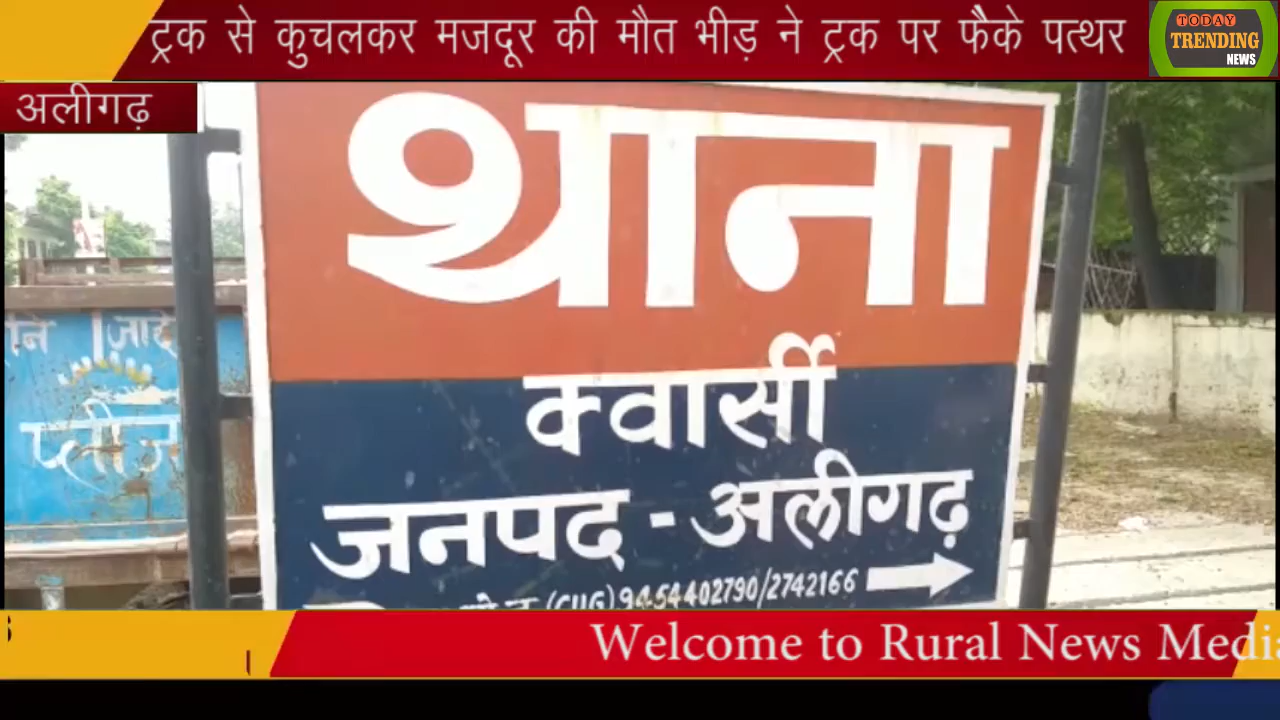 ट्रक से कुचलकर मजदूर की मौत भीड़ ने ट्रक पर फैके पत्थर
TODAY
TRENDING
NEWS
अलीगढ़
थाना
क्वार्सी
जनपद - अलीगढ़
(CUG) 9454402790/2742166
प्लीज
Welcome to Rural News Media